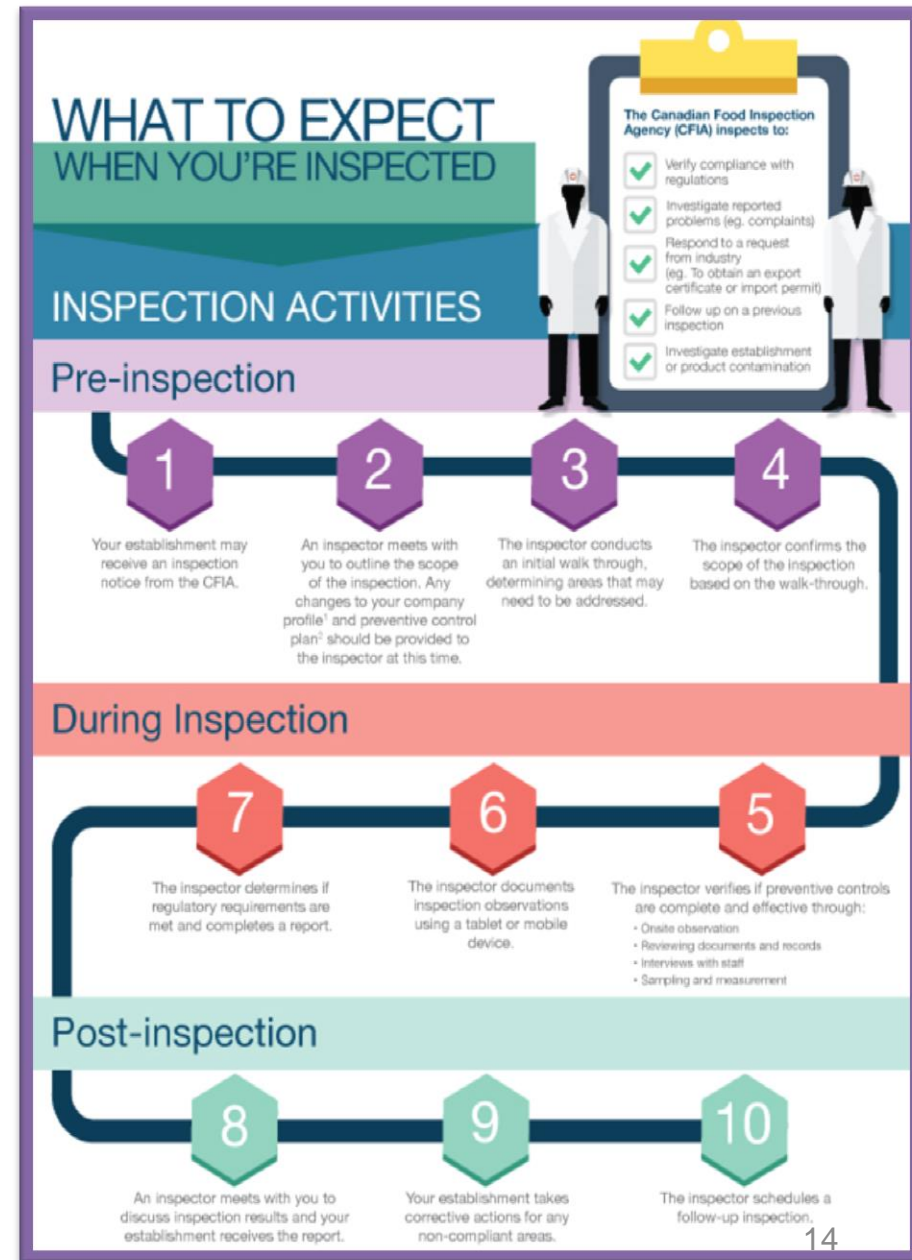 WHAT TO EXPECT
WHEN YOU'RE INSPECTED
The Canadian Food Inspection
Agency (CFIA) inspects to:
Verify compliance with
regulations
Investigate reported
problems (eg. complaints)
Respond to a request
from industry
(eg. To obtain an export
certificate or import permit)
Follow up on a previous
inspection
Investigate establishment
or product contamination
INSPECTION ACTIVITIES
Pre-inspection
1
Your establishment may
receive an inspection
notice from the CFIA.
2
An inspector meets with
you to outline the scope
of the inspection. Any
changes to your company
profile¹ and preventive control
plan² should be provided to
the inspector at this time.
3
The inspector conducts
an initial walk through,
determining areas that may
need to be addressed.
4
The inspector confirms the
scope of the inspection
based on the walk-through.
During Inspection
5
The inspector verifies if preventive controls
are complete and effective through:
• Onsite observation
• Reviewing documents and records
• Interviews with staff
• Sampling and measurement
6
The inspector documents
inspection observations
using a tablet or mobile
device.
7
The inspector determines if
regulatory requirements are
met and completes a report.
Post-inspection
8
An inspector meets with you to
discuss inspection results and your
establishment receives the report.
9
Your establishment takes
corrective actions for any
non-compliant areas.
10
The inspector schedules a
follow-up inspection.
14